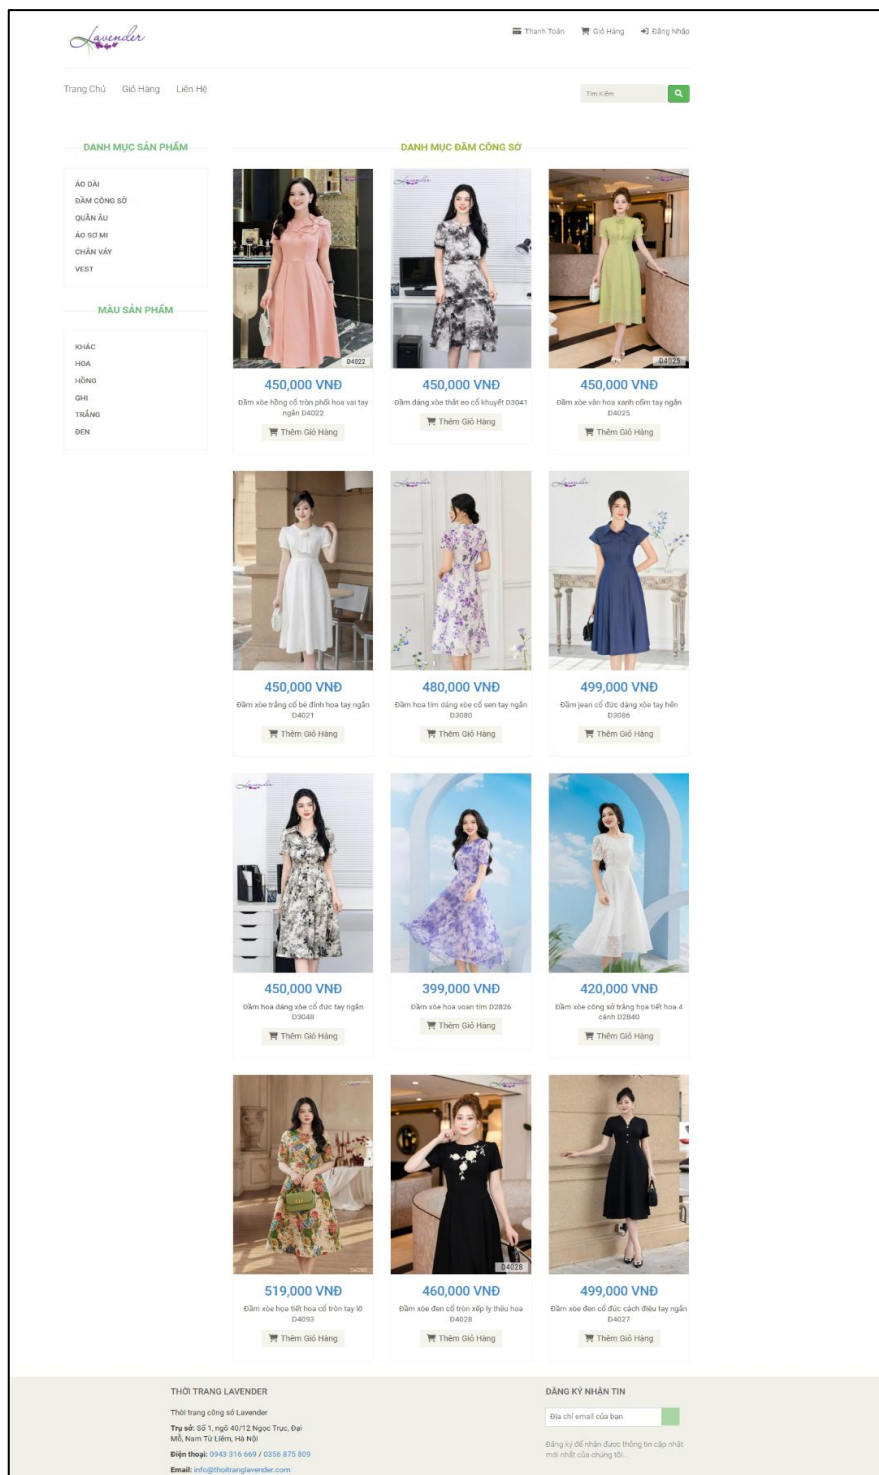 Lavender
Thanh Toán Giỏ Hàng Đăng Nhập
Trang Chủ Giỏ Hàng Liên Hệ
Tìm Kiếm
DANH MỤC SẢN PHẨM
ÁO DÀI
ĐẦM CÔNG SỞ
QUẦN ÂU
ÁO SƠ MI
CHÂN VÁY
VEST
MÀU SẢN PHẨM
KHÁC
HOA
HỒNG
GHI
TRẮNG
ĐEN
DANH MỤC ĐẦM CÔNG SỞ
D4022
450,000 VNĐ
Đầm xòe hồng cổ tròn phối hoa vai tay
ngắn D4022
Thêm Giỏ Hàng
Lavender
450,000 VNĐ
Đầm dáng xòe thắt eo cổ khuyết D3041
Thêm Giỏ Hàng
D4025
450,000 VNĐ
Đầm xòe vân hoa xanh cốm tay ngắn
D4025
Thêm Giỏ Hàng
450,000 VNĐ
Đầm xòe trắng cổ bẻ đính hoa tay ngắn
D4021
Thêm Giỏ Hàng
Lavender
480,000 VNĐ
Đầm hoa tím dáng xòe cổ sen tay ngắn
D3080
Thêm Giỏ Hàng
Lavender
499,000 VNĐ
Đầm jean cổ đức dáng xòe tay hến
D3086
Thêm Giỏ Hàng
Lavender
450,000 VNĐ
Đầm hoa dáng xòe cổ đức tay ngắn
D3048
Thêm Giỏ Hàng
399,000 VNĐ
Đầm xòe hoa voan tím D2826
Thêm Giỏ Hàng
420,000 VNĐ
Đầm xòe công sở trắng họa tiết hoa 4
cánh D2840
Thêm Giỏ Hàng
Lavender
519,000 VNĐ
Đầm xòe họa tiết hoa cổ tròn tay lỡ
D4093
Thêm Giỏ Hàng
Lavender
D4028
460,000 VNĐ
Đầm xòe đen cổ tròn xếp ly thêu hoa
D4028
Thêm Giỏ Hàng
499,000 VNĐ
Đầm xòe đen cổ đức cách điệu tay ngắn
D4027
Thêm Giỏ Hàng
THỜI TRANG LAVENDER
Thời trang công sở Lavender
Trụ sở: Số 1, ngõ 40/12 Ngọc Trục, Đại
Mỗ, Nam Từ Liêm, Hà Nội
Điện thoại: 0943 316 669 / 0356 875 809
Email: info@thoitranglavender.com
ĐĂNG KÝ NHẬN TIN
Địa chỉ email của bạn
Đăng ký để nhận được thông tin cập nhật
mới nhất của chúng tôi...